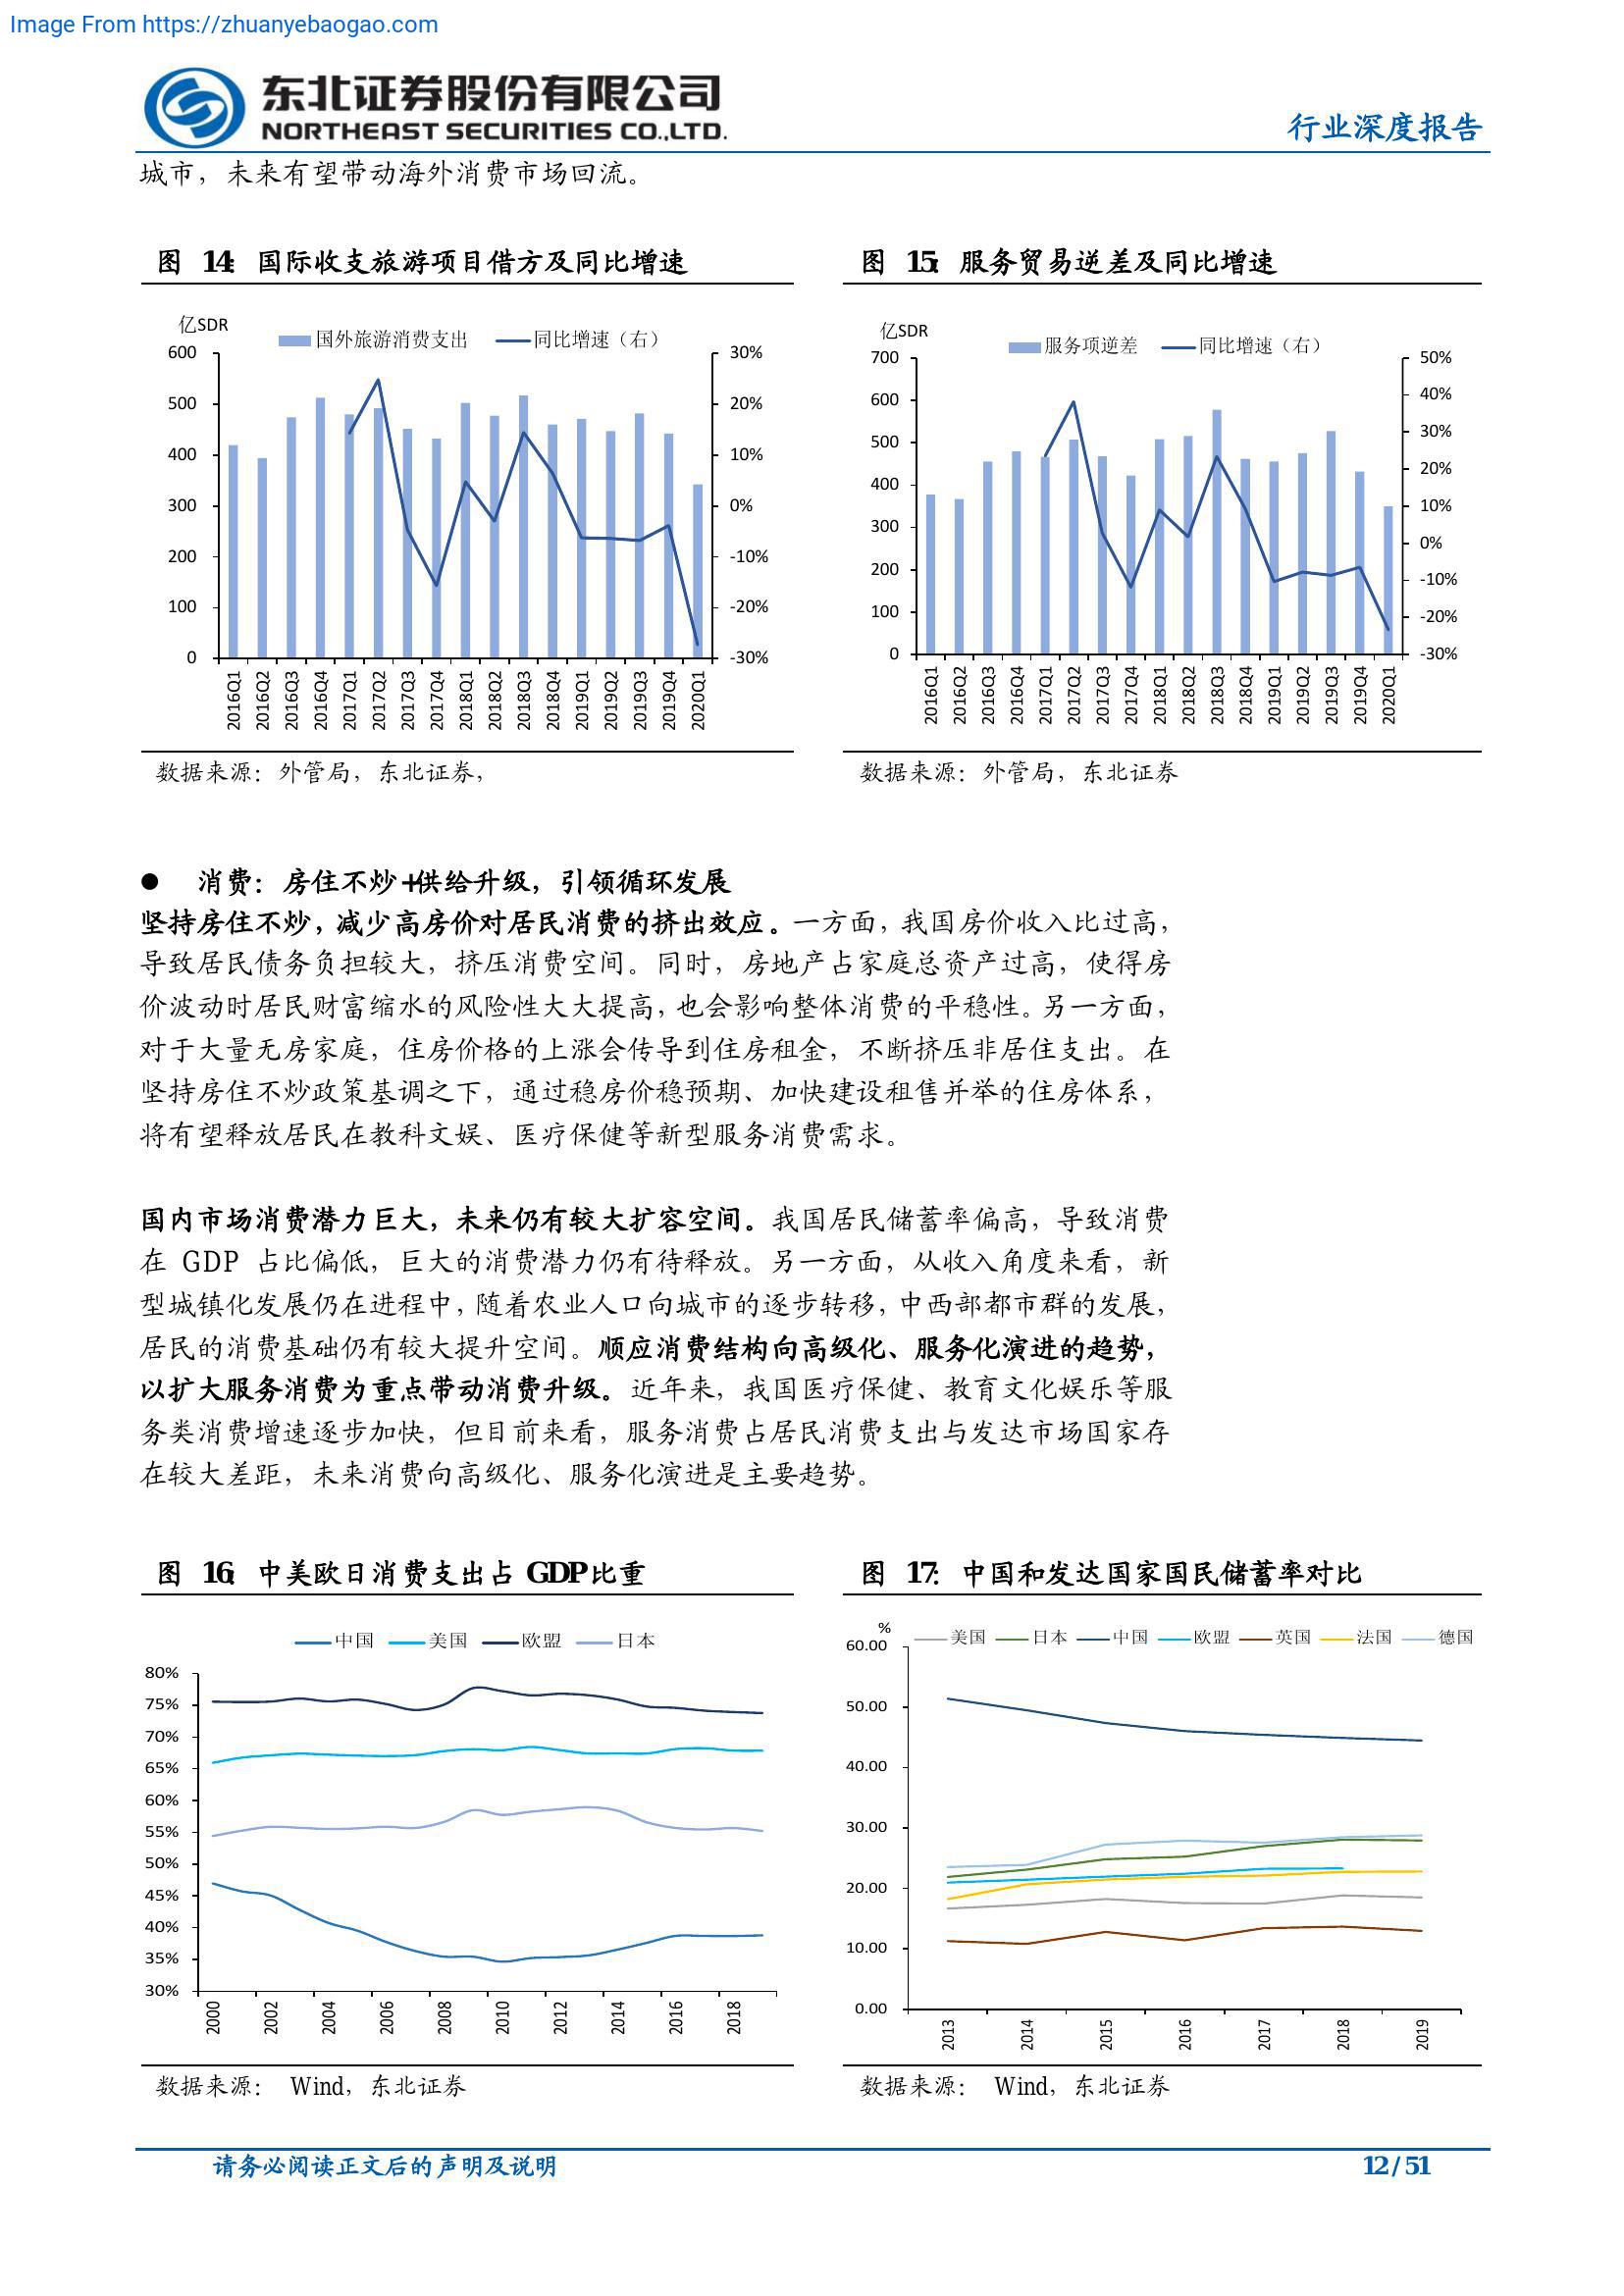 Image From https://zhuanyebaogao.com
东北证券股份有限公司
NORTHEAST SECURITIES CO.,LTD.
行业深度报告
城市，未来有望带动海外消费市场回流。
图 14：国际收支旅游项目借方及同比增速
亿SDR
国外旅游消费支出 同比增速（右）
600 30%
500 20%
400 10%
300 0%
200 -10%
100 -20%
0 -30%
2016Q1 2016Q2 2016Q3 2016Q4 2017Q1 2017Q2 2017Q3 2017Q4 2018Q1 2018Q2 2018Q3 2018Q4 2019Q1 2019Q2 2019Q3 2019Q4 2020Q1
数据来源：外管局，东北证券，
图 15：服务贸易逆差及同比增速
亿SDR
服务项逆差 同比增速（右）
700 50%
600 40%
500 30%
400 20%
300 10%
200 0%
100 -10%
0 -20%
-30%
2016Q1 2016Q2 2016Q3 2016Q4 2017Q1 2017Q2 2017Q3 2017Q4 2018Q1 2018Q2 2018Q3 2018Q4 2019Q1 2019Q2 2019Q3 2019Q4 2020Q1
数据来源：外管局，东北证券
● 消费：房住不炒+供给升级，引领循环发展
坚持房住不炒，减少高房价对居民消费的挤出效应。一方面，我国房价收入比过高，
导致居民债务负担较大，挤压消费空间。同时，房地产占家庭总资产过高，使得房
价波动时居民财富缩水的风险性大大提高，也会影响整体消费的平稳性。另一方面，
对于大量无房家庭，住房价格的上涨会传导到住房租金，不断挤压非居住支出。在
坚持房住不炒政策基调之下，通过稳房价稳预期、加快建设租售并举的住房体系，
将有望释放居民在教科文娱、医疗保健等新型服务消费需求。
国内市场消费潜力巨大，未来仍有较大扩容空间。我国居民储蓄率偏高，导致消费
在 GDP 占比偏低，巨大的消费潜力仍有待释放。另一方面，从收入角度来看，新
型城镇化发展仍在进程中，随着农业人口向城市的逐步转移，中西部都市群的发展，
居民的消费基础仍有较大提升空间。顺应消费结构向高级化、服务化演进的趋势，
以扩大服务消费为重点带动消费升级。近年来，我国医疗保健、教育文化娱乐等服
务类消费增速逐步加快，但目前来看，服务消费占居民消费支出与发达市场国家存
在较大差距，未来消费向高级化、服务化演进是主要趋势。
图 16：中美欧日消费支出占 GDP 比重
中国 美国 欧盟 日本
80%
75%
70%
65%
60%
55%
50%
45%
40%
35%
30%
2000 2002 2004 2006 2008 2010 2012 2014 2016 2018
数据来源： Wind，东北证券
图 17：中国和发达国家国民储蓄率对比
%
美国 日本 中国 欧盟 英国 法国 德国
60.00
50.00
40.00
30.00
20.00
10.00
0.00
2013 2014 2015 2016 2017 2018 2019
数据来源： Wind，东北证券
请务必阅读正文后的声明及说明
12 / 51